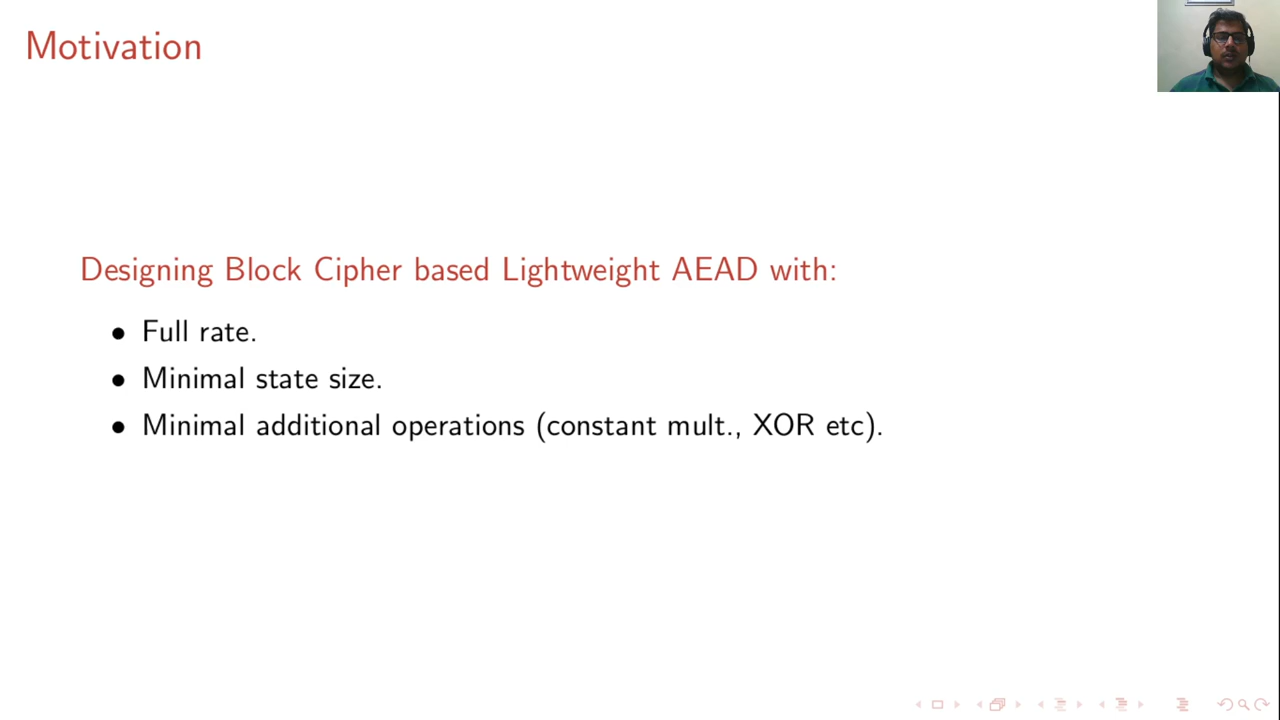 Motivation
Designing Block Cipher based Lightweight AEAD with:
• Full rate.
• Minimal state size.
• Minimal additional operations (constant mult., XOR etc).